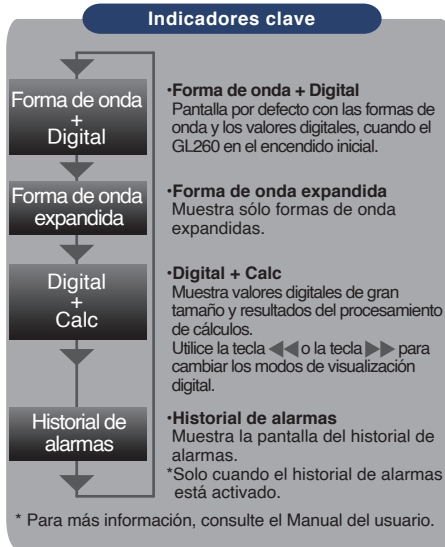 Indicadores clave
Forma de onda
+
Digital
•Forma de onda + Digital
Pantalla por defecto con las formas de
onda y los valores digitales, cuando el
GL260 en el encendido inicial.
Forma de onda
expandida
•Forma de onda expandida
Muestra sólo formas de onda
expandidas.
Digital
+
Calc
•Digital + Calc
Muestra valores digitales de gran
tamaño y resultados del procesamiento
de cálculos.
Utilice la tecla ◀◀ o la tecla ▶▶ para
cambiar los modos de visualización
digital.
Historial de
alarmas
•Historial de alarmas
Muestra la pantalla del historial de
alarmas.
*Solo cuando el historial de alarmas
está activado.
* Para más información, consulte el Manual del usuario.